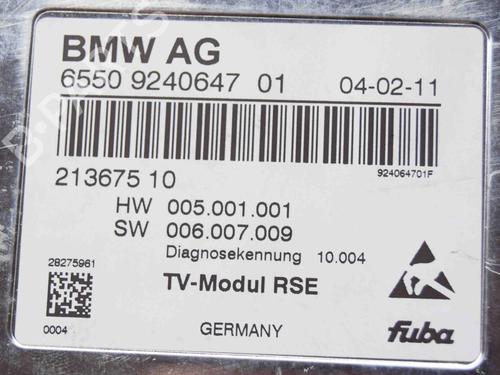 BMW AG
6550 9240647 01 04-02-11
924064701F
213675 10
HW 005.001.001
SW 006.007.009
Diagnosekennung 10.004
28275961
TV-Modul RSE
0004
GERMANY
fuba